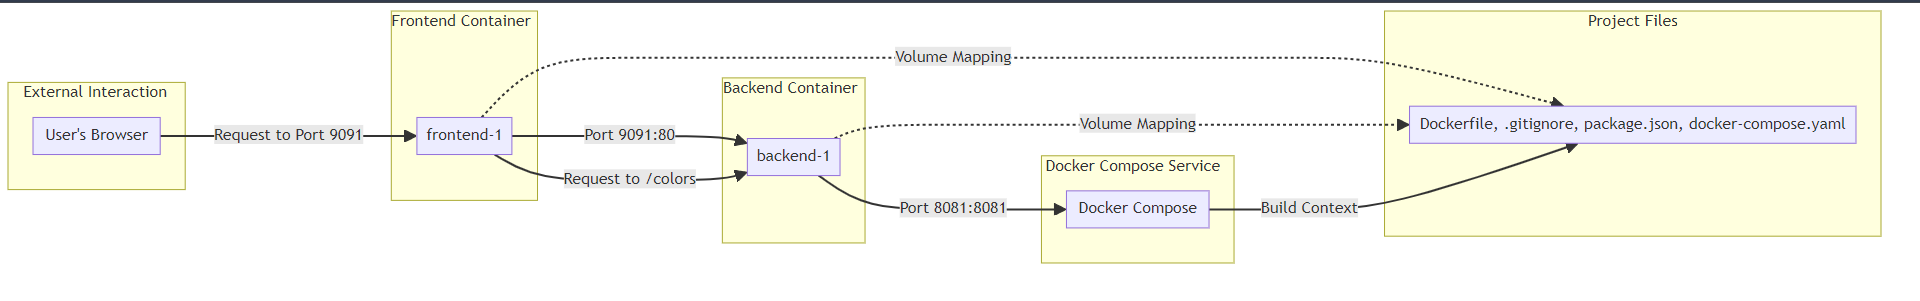 External Interaction
User's Browser
Request to Port 9091
Frontend Container
frontend-1
Port 9091:80
Request to /colors
Volume Mapping
Backend Container
backend-1
Volume Mapping
Port 8081:8081
Docker Compose Service
Docker Compose
Build Context
Project Files
Dockerfile, .gitignore, package.json, docker-compose.yaml